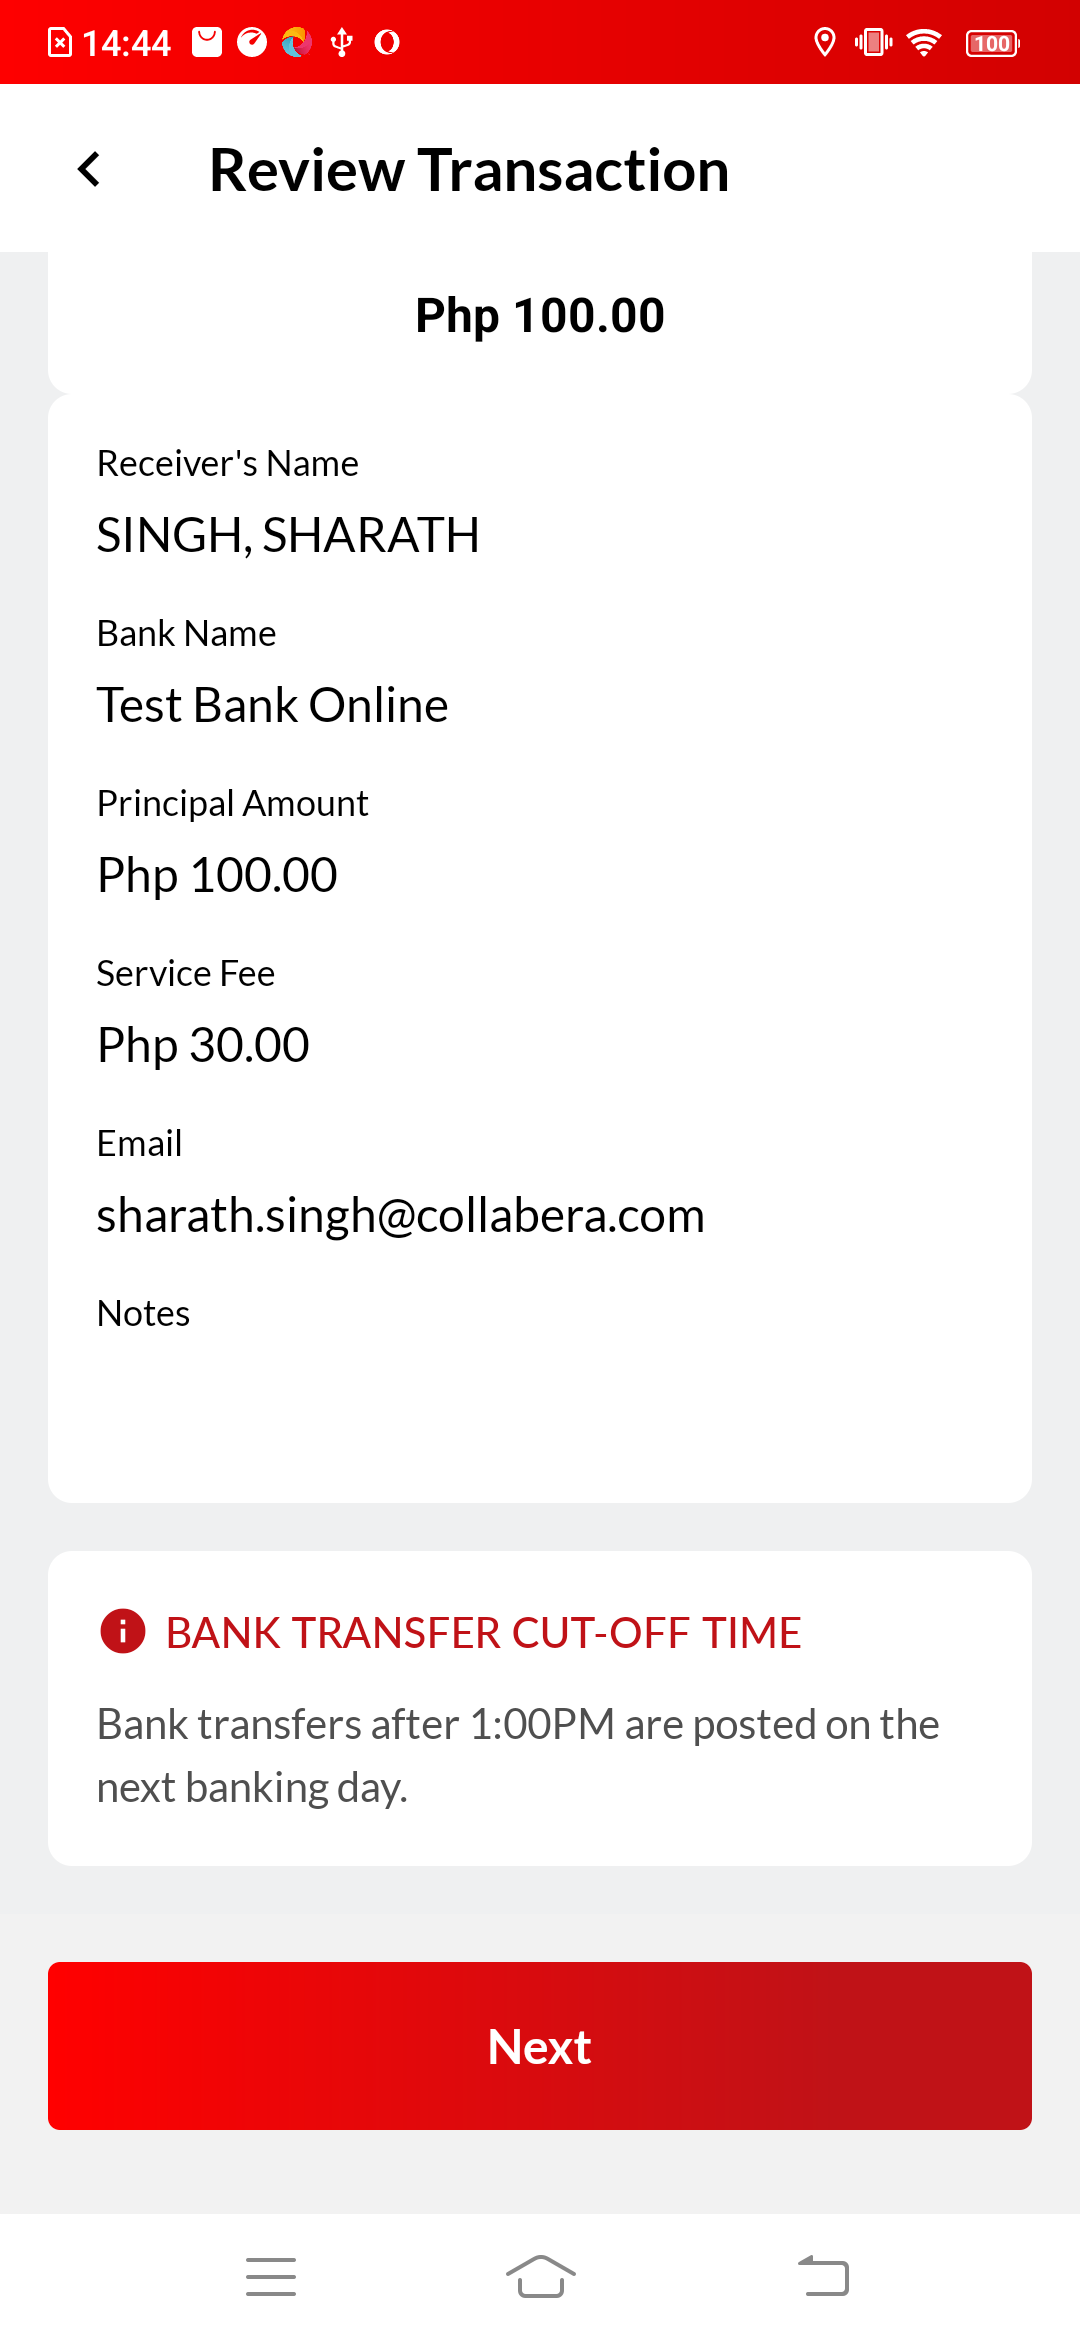 14:44
100
Review Transaction
Php 100.00
Receiver's Name
SINGH, SHARATH
Bank Name
Test Bank Online
Principal Amount
Php 100.00
Service Fee
Php 30.00
Email
sharath.singh@collabera.com
Notes
BANK TRANSFER CUT-OFF TIME
Bank transfers after 1:00PM are posted on the
next banking day.
Next